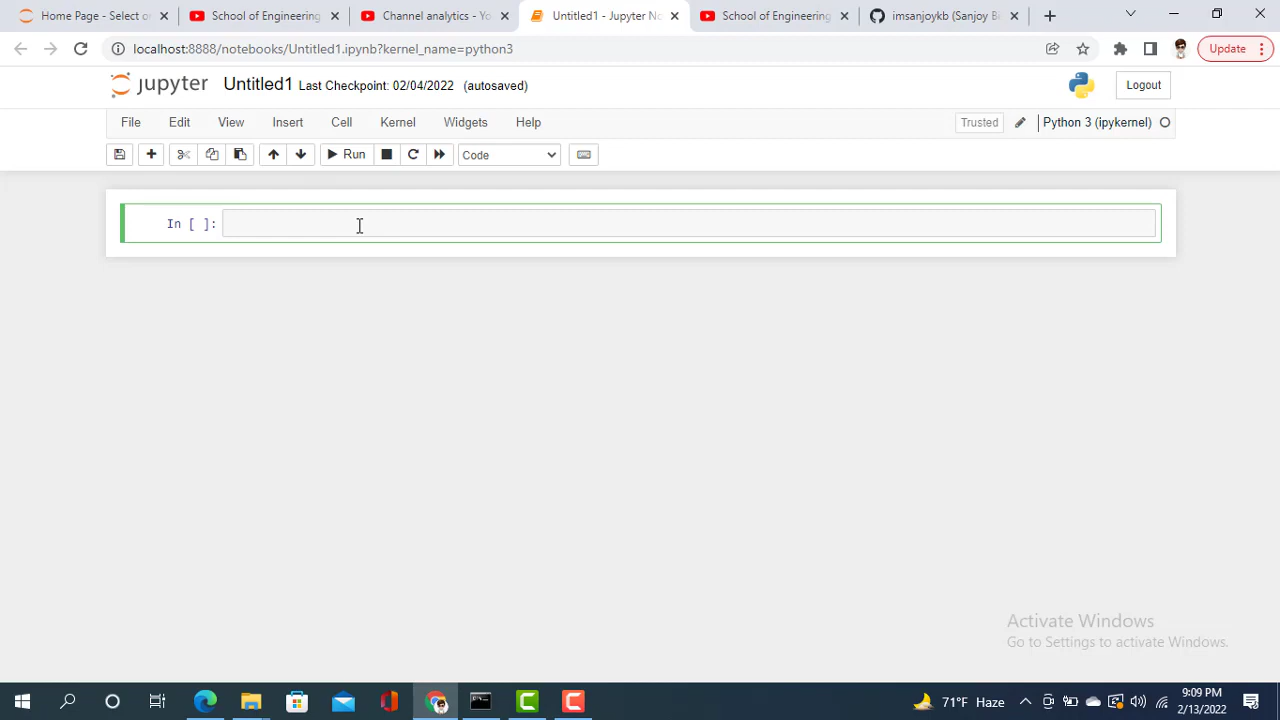 Home Page - Select o
School of Engineering
Channel analytics - Yo
Untitled1 - Jupyter No
School of Engineering
imsanjoykb (Sanjoy Bi
localhost:8888/notebooks/Untitled1.ipynb?kernel_name=python3
Update
jupyter Untitled1 Last Checkpoint: 02/04/2022 (autosaved)
Logout
File Edit View Insert Cell Kernel Widgets Help
Trusted
Python 3 (ipykernel)
Run
Code
In [ ]:
Activate Windows
Go to Settings to activate Windows.
71°F Haze
9:09 PM
2/13/2022